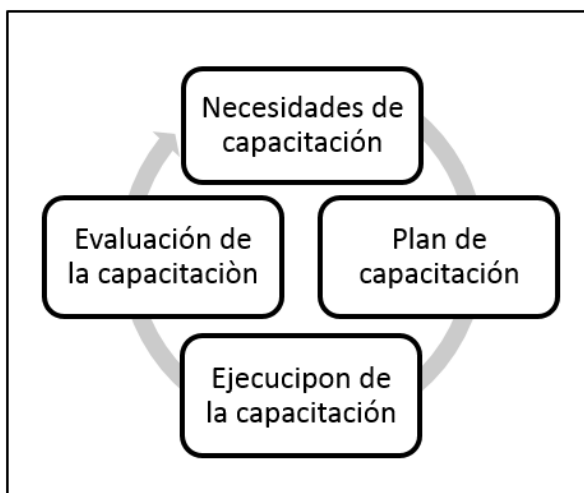 Necesidades de
capacitación
Plan de
capacitación
Ejecucipon de
la capacitación
Evaluación de
la capacitaciòn